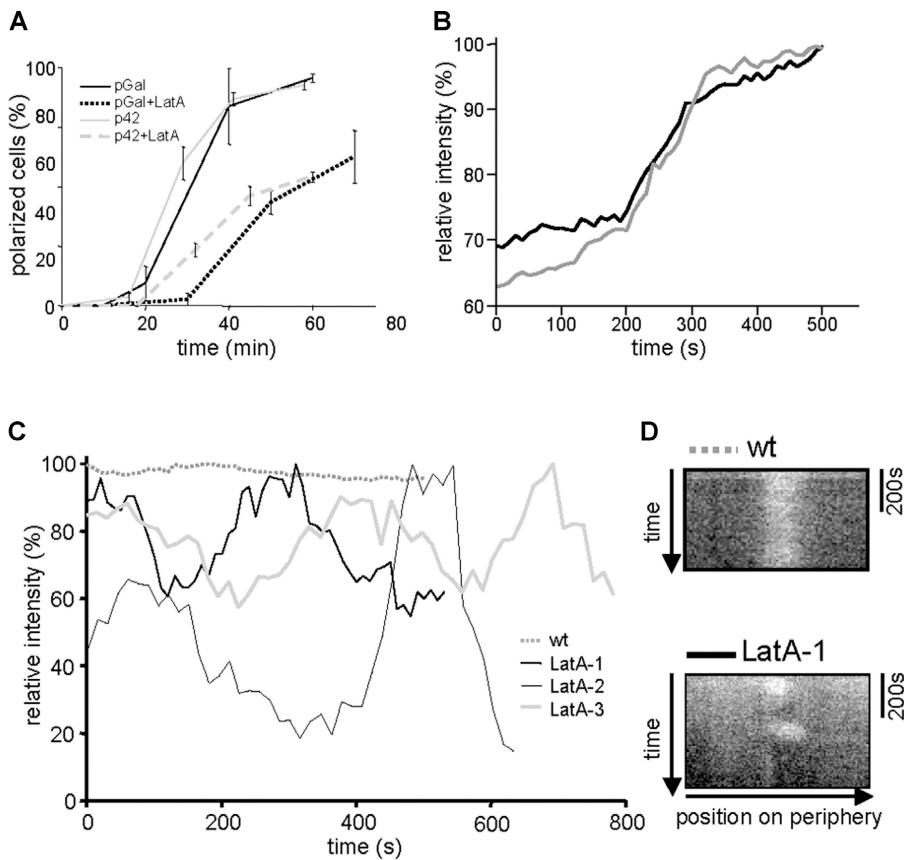 A
polarized cells (%)
100
80
60
40
20
0
pGal
pGal+LatA
p42
p42+LatA
0 20 40 60 80
time (min)
B
relative intensity (%)
100
90
80
70
60
0 100 200 300 400 500
time (s)
C
relative intensity (%)
100
80
60
40
20
0
wt
LatA-1
LatA-2
LatA-3
0 200 400 600 800
time (s)
D
wt
time
200s
LatA-1
time
200s
position on periphery